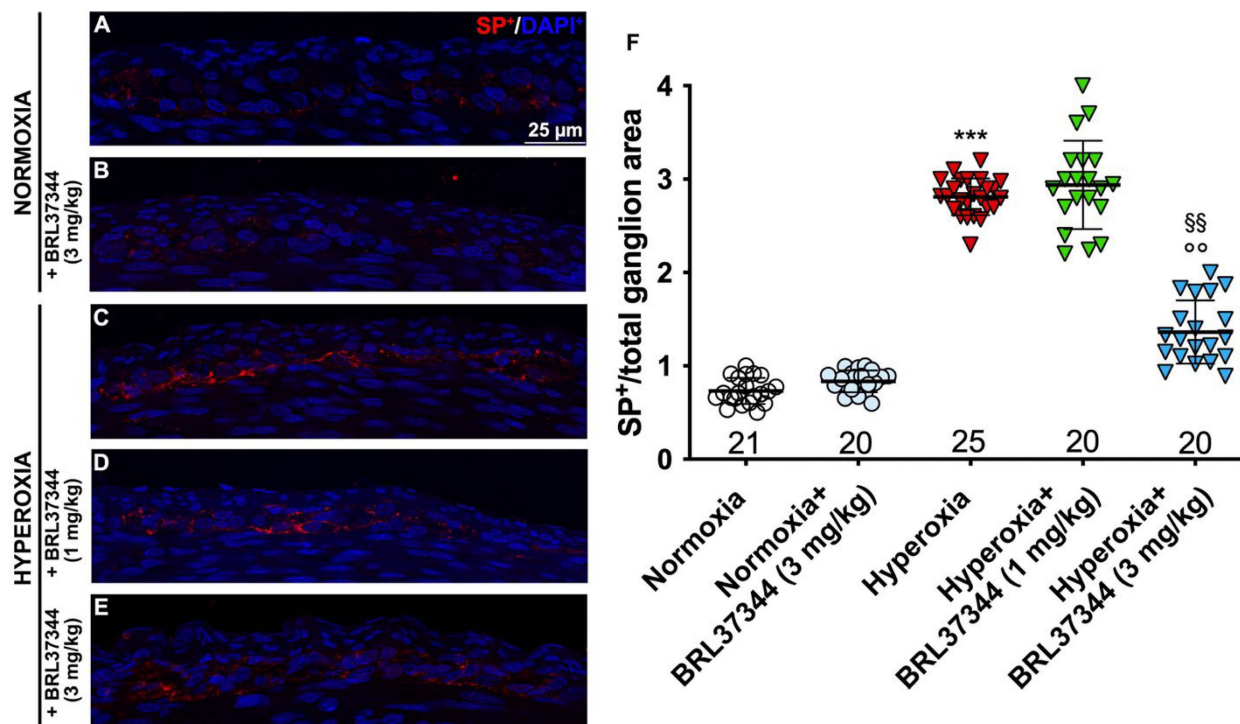 NORMOXIA
+ BRL37344
(3 mg/kg)
HYPEROXIA
+ BRL37344
(1 mg/kg)
+ BRL37344
(3 mg/kg)
A
SP⁺/DAPI⁺
25 µm
B
C
D
E
F
SP⁺/total ganglion area
4
3
2
1
0
***
§§
°°
21
20
25
20
20
Normoxia
Normoxia+
BRL37344 (3 mg/kg)
Hyperoxia
Hyperoxia+
BRL37344 (1 mg/kg)
Hyperoxia+
BRL37344 (3 mg/kg)